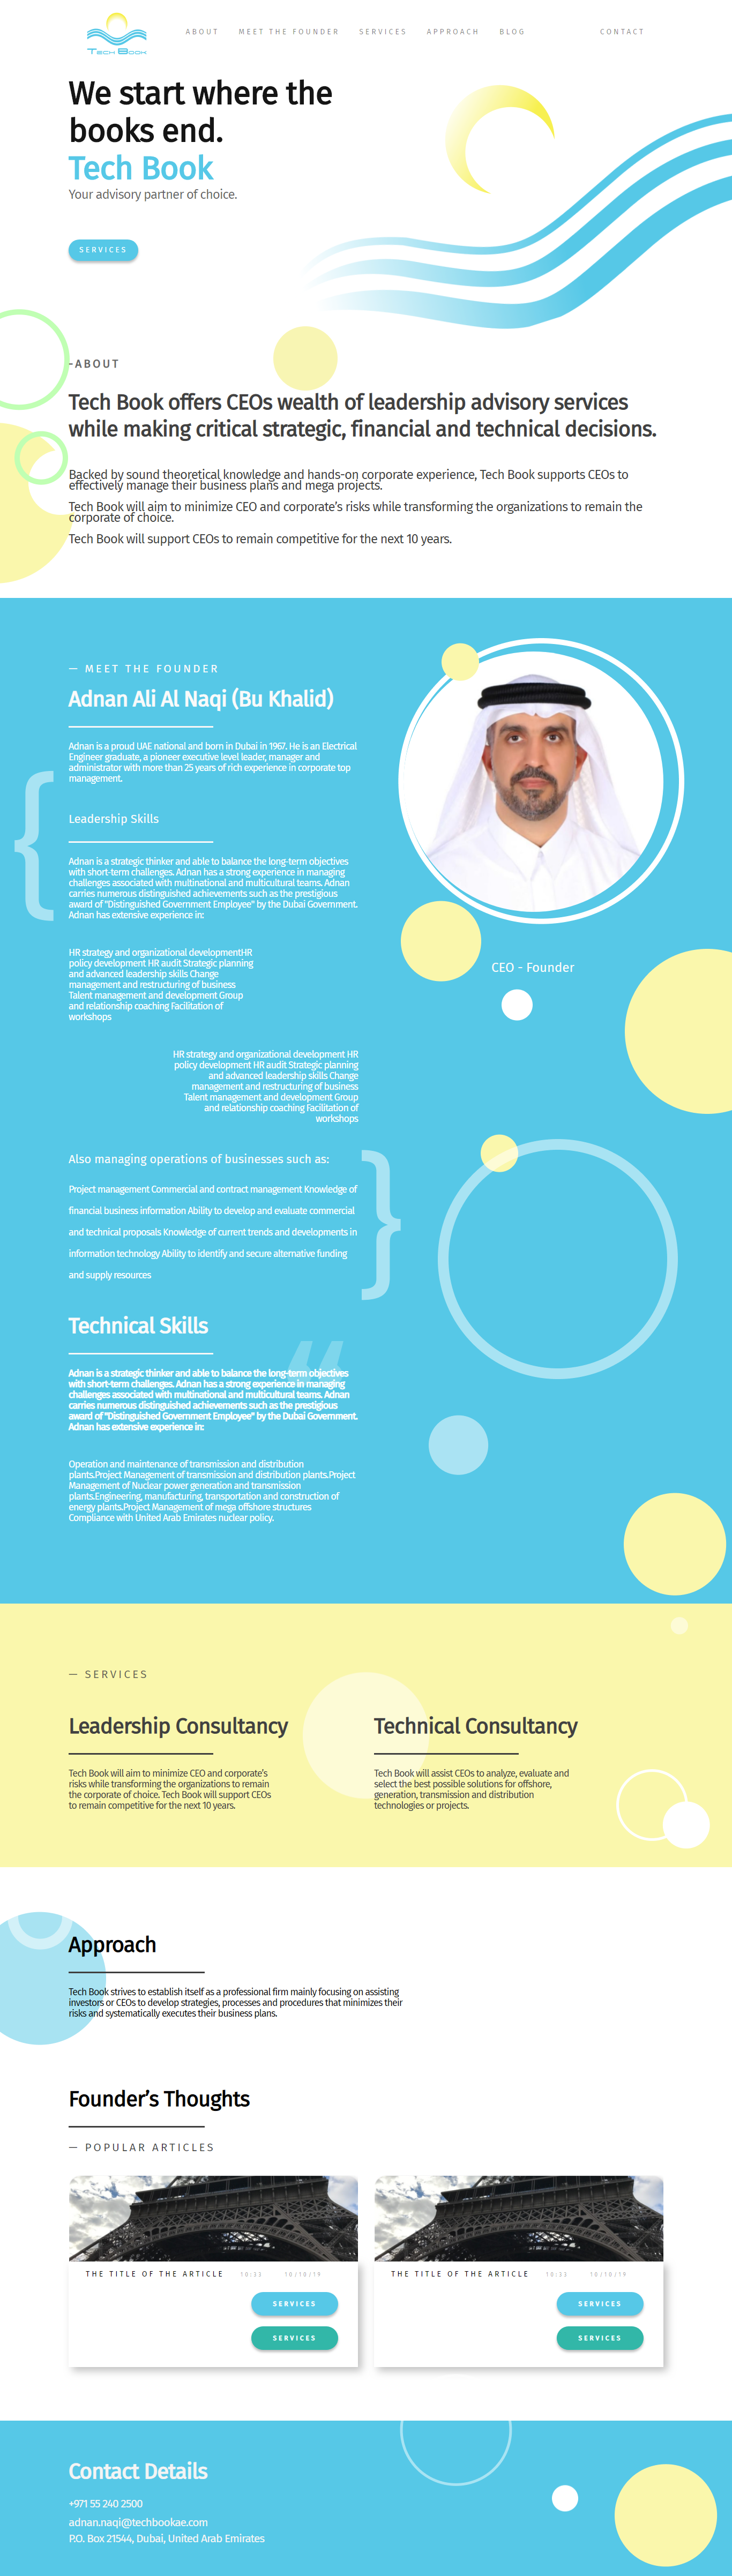 Tech Book
ABOUT
MEET THE FOUNDER
SERVICES
APPROACH
BLOG
CONTACT
We start where the
books end.
Tech Book
Your advisory partner of choice.
SERVICES
-ABOUT
Tech Book offers CEOs wealth of leadership advisory services
while making critical strategic, financial and technical decisions.
Backed by sound theoretical knowledge and hands-on corporate experience, Tech Book supports CEOs to
effectively manage their business plans and mega projects.
Tech Book will aim to minimize CEO and corporate’s risks while transforming the organizations to remain the
corporate of choice.
Tech Book will support CEOs to remain competitive for the next 10 years.
— MEET THE FOUNDER
Adnan Ali Al Naqi (Bu Khalid)
Adnan is a proud UAE national and born in Dubai in 1967. He is an Electrical
Engineer graduate, a pioneer executive level leader, manager and
administrator with more than 25 years of rich experience in corporate top
management.
{
Leadership Skills
Adnan is a strategic thinker and able to balance the long-term objectives
with short-term challenges. Adnan has a strong experience in managing
challenges associated with multinational and multicultural teams. Adnan
carries numerous distinguished achievements such as the prestigious
award of "Distinguished Government Employee" by the Dubai Government.
Adnan has extensive experience in:
HR strategy and organizational developmentHR
policy development HR audit Strategic planning
and advanced leadership skills Change
management and restructuring of business
Talent management and development Group
and relationship coaching Facilitation of
workshops
CEO - Founder
HR strategy and organizational development HR
policy development HR audit Strategic planning
and advanced leadership skills Change
management and restructuring of business
Talent management and development Group
and relationship coaching Facilitation of
workshops
Also managing operations of businesses such as:
Project management Commercial and contract management Knowledge of
financial business information Ability to develop and evaluate commercial
and technical proposals Knowledge of current trends and developments in
information technology Ability to identify and secure alternative funding
and supply resources
}
Technical Skills
“
Adnan is a strategic thinker and able to balance the long-term objectives
with short-term challenges. Adnan has a strong experience in managing
challenges associated with multinational and multicultural teams. Adnan
carries numerous distinguished achievements such as the prestigious
award of "Distinguished Government Employee" by the Dubai Government.
Adnan has extensive experience in:
Operation and maintenance of transmission and distribution
plants.Project Management of transmission and distribution plants.Project
Management of Nuclear power generation and transmission
plants.Engineering, manufacturing, transportation and construction of
energy plants.Project Management of mega offshore structures
Compliance with United Arab Emirates nuclear policy.
— SERVICES
Leadership Consultancy
Tech Book will aim to minimize CEO and corporate’s
risks while transforming the organizations to remain
the corporate of choice. Tech Book will support CEOs
to remain competitive for the next 10 years.
Technical Consultancy
Tech Book will assist CEOs to analyze, evaluate and
select the best possible solutions for offshore,
generation, transmission and distribution
technologies or projects.
Approach
Tech Book strives to establish itself as a professional firm mainly focusing on assisting
investors or CEOs to develop strategies, processes and procedures that minimizes their
risks and systematically executes their business plans.
Founder’s Thoughts
— POPULAR ARTICLES
THE TITLE OF THE ARTICLE
10:33
10/10/19
SERVICES
SERVICES
THE TITLE OF THE ARTICLE
10:33
10/10/19
SERVICES
SERVICES
Contact Details
+971 55 240 2500
adnan.naqi@techbookae.com
P.O. Box 21544, Dubai, United Arab Emirates